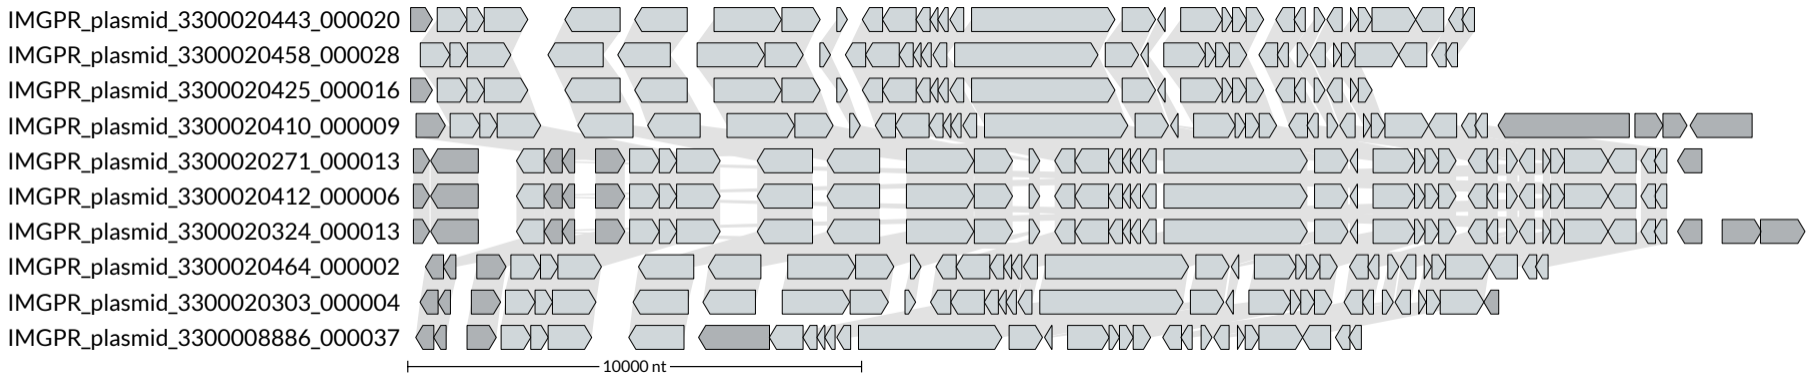 IMGPR_plasmid_3300020443_000020
IMGPR_plasmid_3300020458_000028
IMGPR_plasmid_3300020425_000016
IMGPR_plasmid_3300020410_000009
IMGPR_plasmid_3300020271_000013
IMGPR_plasmid_3300020412_000006
IMGPR_plasmid_3300020324_000013
IMGPR_plasmid_3300020464_000002
IMGPR_plasmid_3300020303_000004
IMGPR_plasmid_3300008886_000037
10000 nt